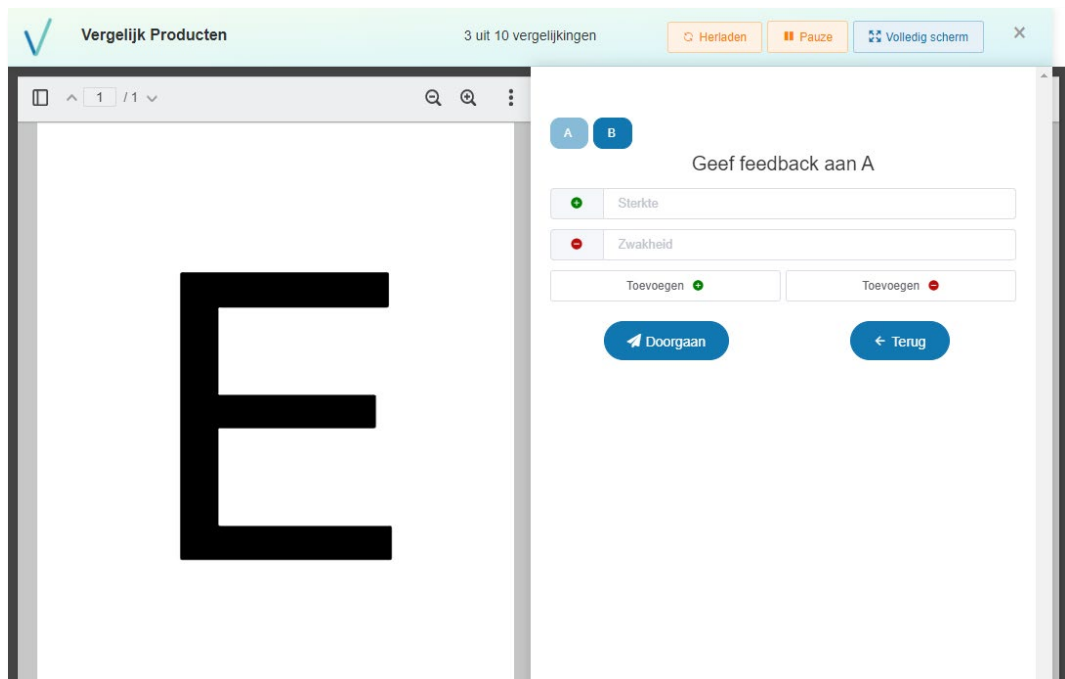 Vergelijk Producten 3 uit 10 vergelijkingen Herladen Pauze Volledig scherm
1 / 1
A B
Geef feedback aan A
Sterkte
Zwakheid
Toevoegen Toevoegen
Doorgaan Terug
E